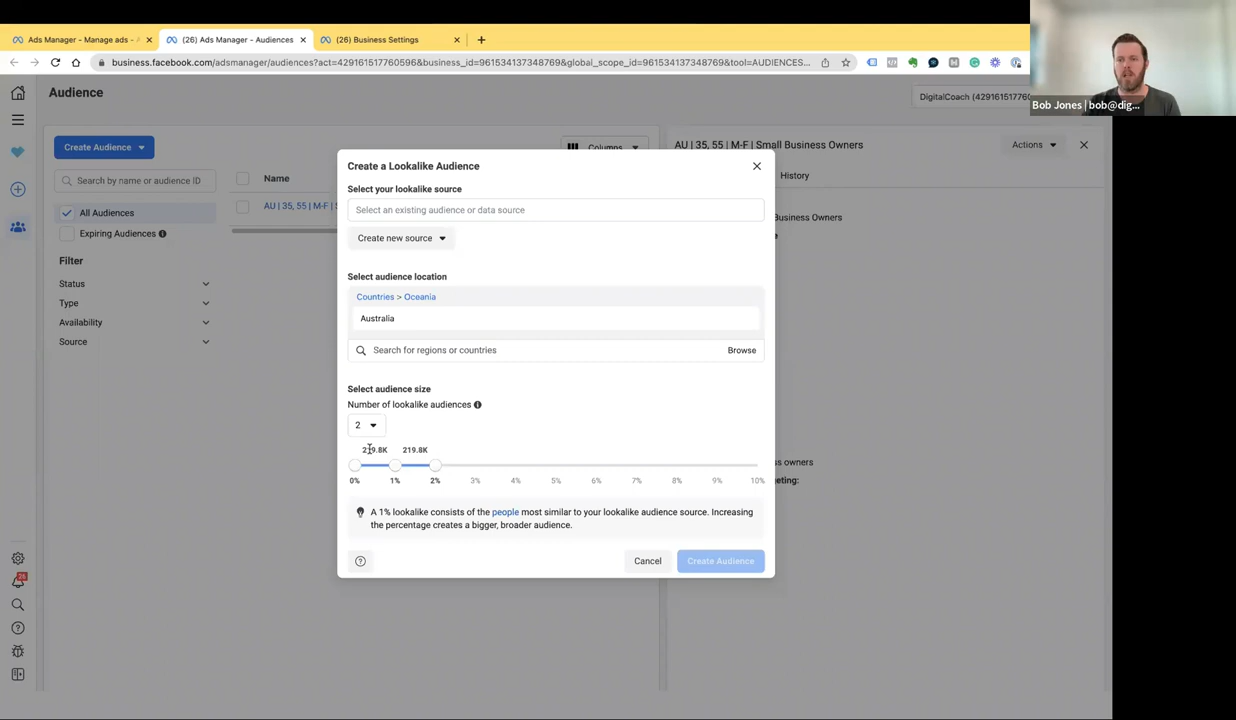 Ads Manager - Manage ads -
(26) Ads Manager - Audiences
(26) Business Settings
business.facebook.com/adsmanager/audiences?act=429161517760596&business_id=961534137348769&global_scope_id=961534137348769&tool=AUDIENCES...
Bob Jones | bob@dig...
Audience
DigitalCoach (4291615177605
Create Audience
Columns
AU | 35, 55 | M-F | Small Business Owners
Actions
Search by name or audience ID
Name
History
All Audiences
AU | 35, 55 | M-F | S
Business Owners
Expiring Audiences
Filter
Status
Type
Availability
Source
ss owners
geting:
26
Create a Lookalike Audience
Select your lookalike source
Select an existing audience or data source
Create new source
Select audience location
Countries > Oceania
Australia
Search for regions or countries
Browse
Select audience size
Number of lookalike audiences
2
219.8K 219.8K
0% 1% 2% 3% 4% 5% 6% 7% 8% 9% 10%
A 1% lookalike consists of the people most similar to your lookalike audience source. Increasing
the percentage creates a bigger, broader audience.
Cancel
Create Audience